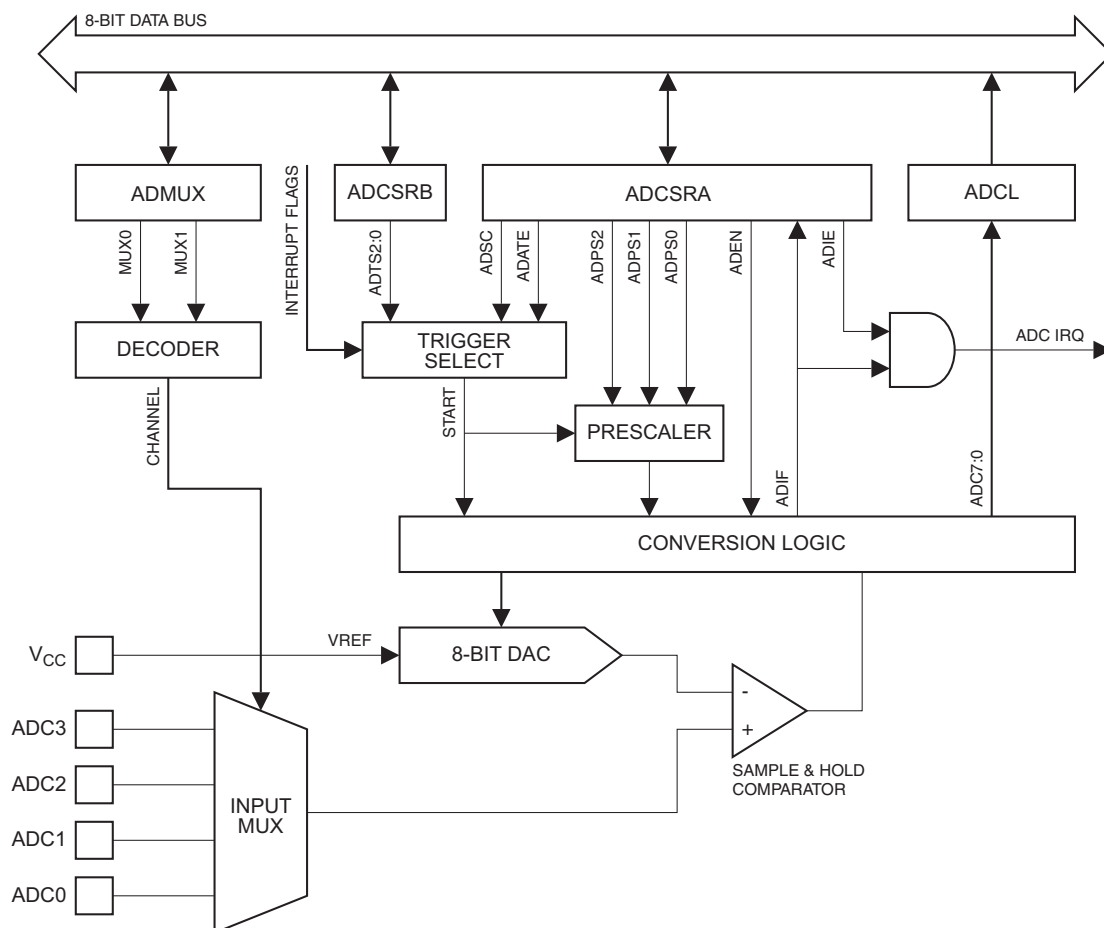 8-BIT DATA BUS
ADMUX
ADCSRB
ADCSRA
ADCL
INTERRUPT FLAGS
MUX0
MUX1
ADTS2:0
ADSC
ADATE
ADPS2
ADPS1
ADPS0
ADEN
ADIE
DECODER
TRIGGER
SELECT
ADC IRQ
CHANNEL
START
PRESCALER
ADIF
ADC7:0
CONVERSION LOGIC
VCC
VREF
8-BIT DAC
-
+
SAMPLE & HOLD
COMPARATOR
ADC3
ADC2
ADC1
ADC0
INPUT
MUX